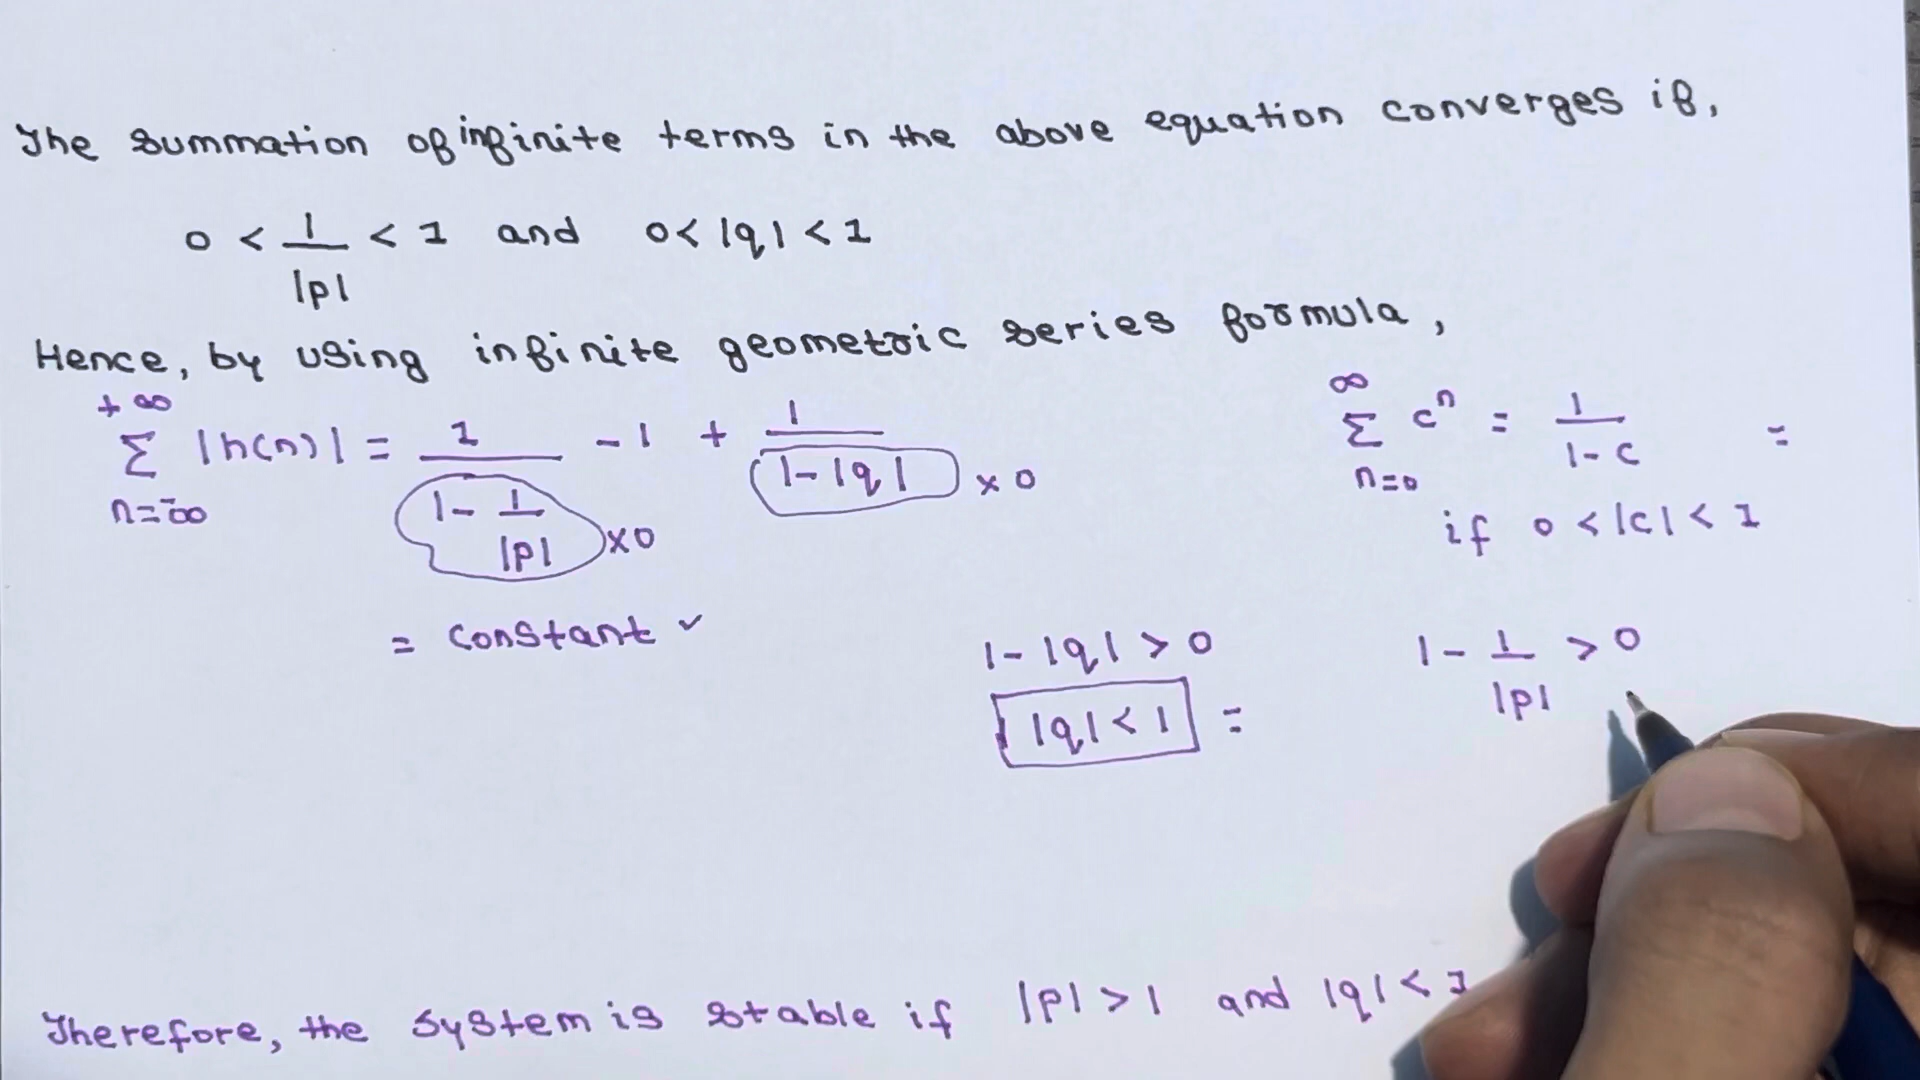 The summation of infinite terms in the above equation converges if,
0 < 1/|p| < 1 and 0 < |q| < 1
Hence, by using infinite geometric series formula,
+∞ Σ n=-∞ |h(n)| = 1/(1 - 1/|p|) - 1 + 1/(1-|q|) ×0 ×0
∞ Σ n=0 c^n = 1/(1-c) =
if 0 < |c| < 1
= constant ✓
1-|q| > 0
|q| < 1 =
1 - 1/|p| > 0
Therefore, the system is stable if |p| > 1 and |q| < 1